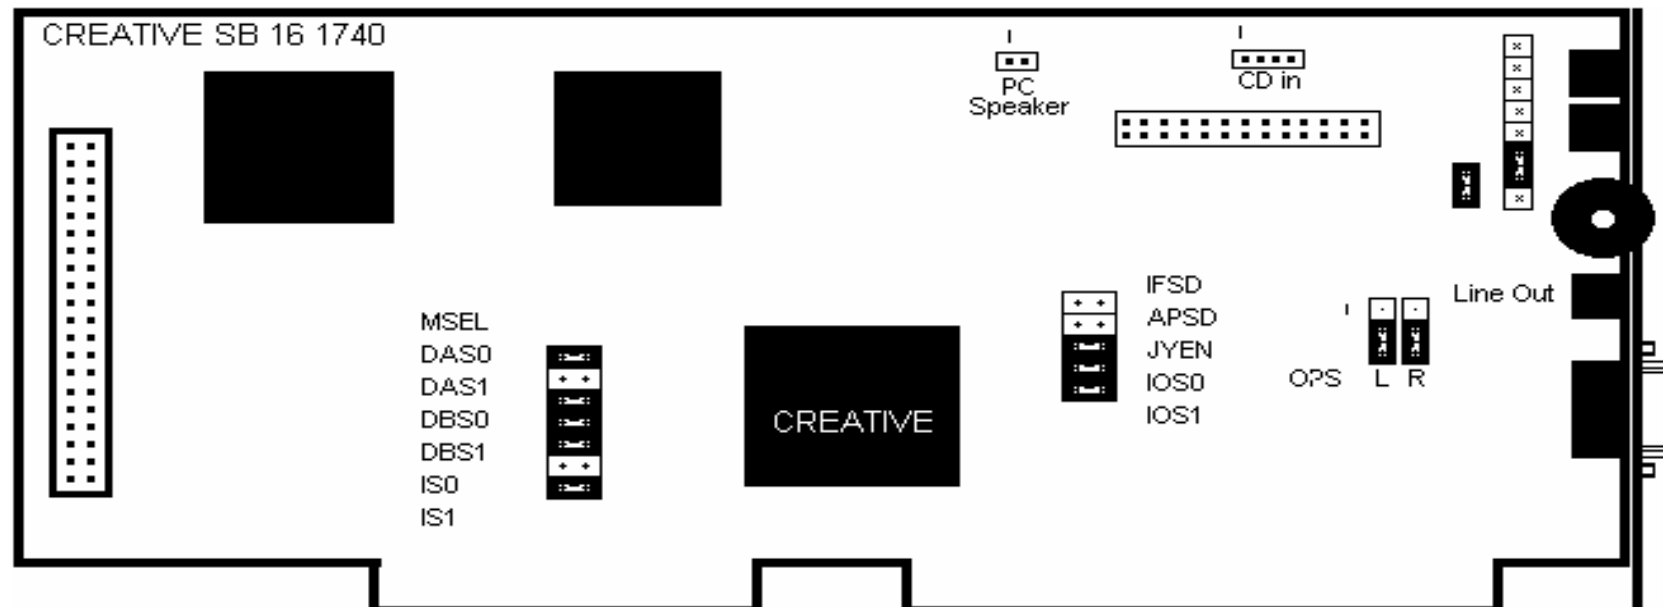 CREATIVE SB 16 1740
PC
Speaker
CD in
MSEL
DAS0
DAS1
DBS0
DBS1
IS0
IS1
CREATIVE
IFSD
APSD
JYEN
IOS0
IOS1
OPS L R
Line Out